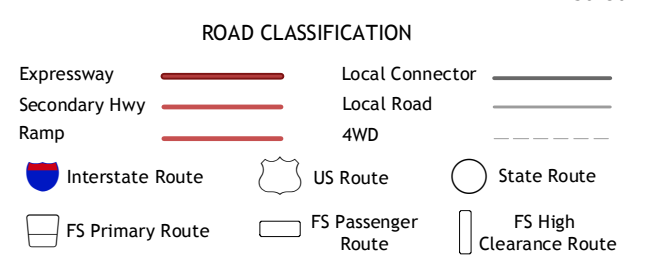 ROAD CLASSIFICATION
Expressway
Local Connector
Secondary Hwy
Local Road
Ramp
4WD
Interstate Route
US Route
State Route
FS Primary Route
FS Passenger
Route
FS High
Clearance Route